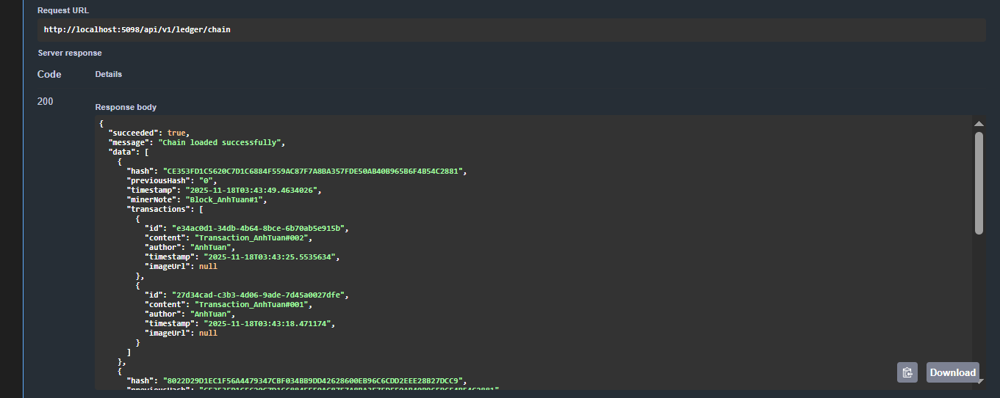 Request URL
http://localhost:5098/api/v1/ledger/chain
Server response
Code Details
200
Response body
{
"succeeded": true,
"message": "Chain loaded successfully",
"data": [
{
"hash": "CE353FD1C5620C7D1C6884F559AC87F7A8BA357FDE50AB40B965B6F4B54C2881",
"previousHash": "0",
"timestamp": "2025-11-18T03:43:49.4634026",
"minerNote": "Block_AnhTuan#1",
"transactions": [
{
"id": "e34ac0d1-34db-4b64-8bce-6b70ab5e915b",
"content": "Transaction_AnhTuan#002",
"author": "AnhTuan",
"timestamp": "2025-11-18T03:43:25.5535634",
"imageUrl": null
},
{
"id": "27d34cad-c3b3-4d06-9ade-7d45a0027dfe",
"content": "Transaction_AnhTuan#001",
"author": "AnhTuan",
"timestamp": "2025-11-18T03:43:18.471174",
"imageUrl": null
}
]
},
{
"hash": "8022D29D1EC1F56A4479347CBF034BB9DD42628600EB96C6CDD2EEE28B27DCC9",
"previousHash":
Download